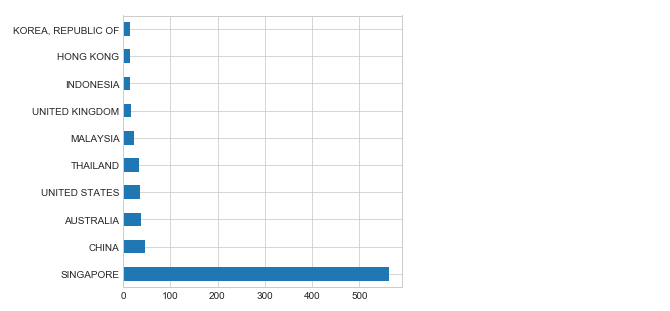 KOREA, REPUBLIC OF
HONG KONG
INDONESIA
UNITED KINGDOM
MALAYSIA
THAILAND
UNITED STATES
AUSTRALIA
CHINA
SINGAPORE
0 100 200 300 400 500